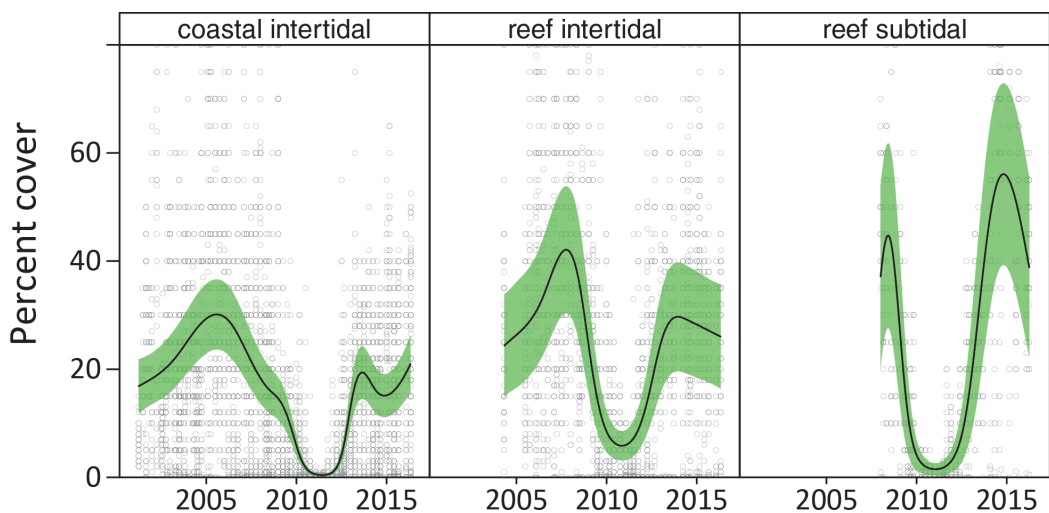 coastal intertidal reef intertidal reef subtidal
Percent cover
60
40
20
0
2005 2010 2015 2005 2010 2015 2005 2010 2015